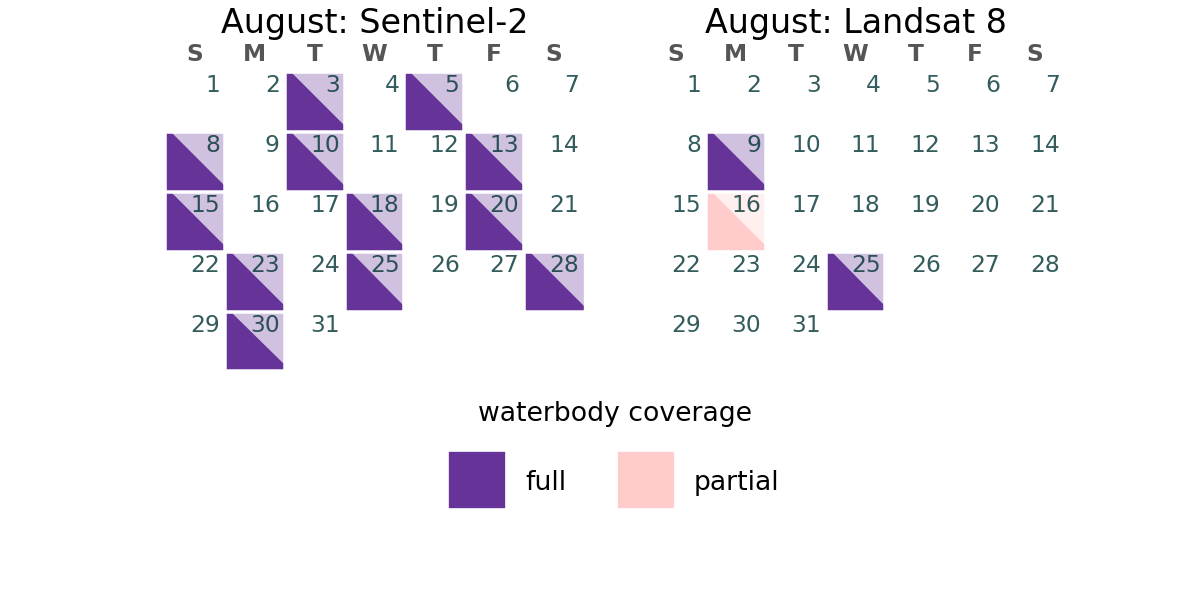 August: Sentinel-2
S M T W T F S
1 2 3 4 5 6 7
8 9 10 11 12 13 14
15 16 17 18 19 20 21
22 23 24 25 26 27 28
29 30 31
August: Landsat 8
S M T W T F S
1 2 3 4 5 6 7
8 9 10 11 12 13 14
15 16 17 18 19 20 21
22 23 24 25 26 27 28
29 30 31
waterbody coverage
full
partial